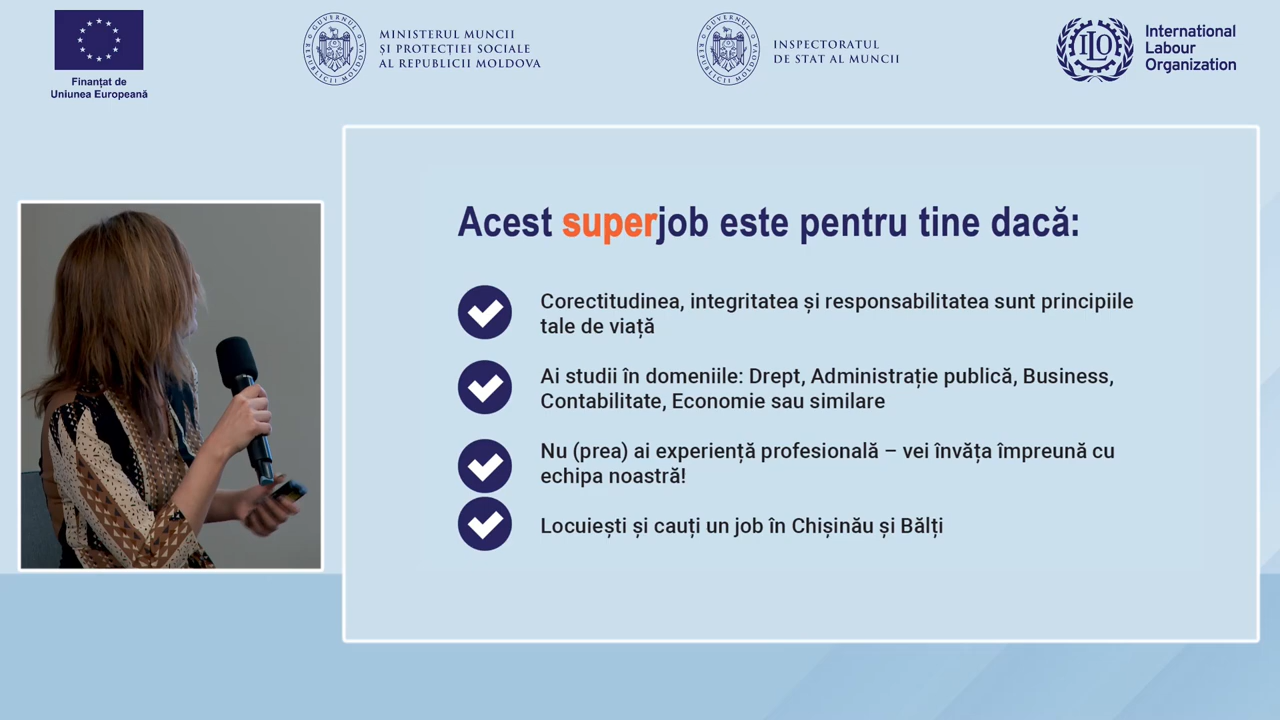 Finanțat de
Uniunea Europeană
MINISTERUL MUNCII
ȘI PROTECȚIEI SOCIALE
AL REPUBLICII MOLDOVA
INSPECTORATUL
DE STAT AL MUNCII
ILO
International
Labour
Organization
Acest superjob este pentru tine dacă:
Corectitudinea, integritatea și responsabilitatea sunt principiile
tale de viață
Ai studii în domeniile: Drept, Administrație publică, Business,
Contabilitate, Economie sau similare
Nu (prea) ai experiență profesională – vei învăța împreună cu
echipa noastră!
Locuiești și cauți un job în Chișinău și Bălți